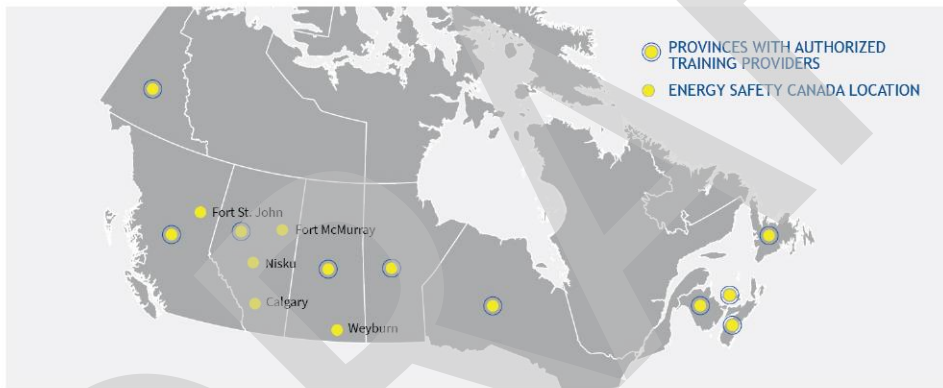 PROVINCES WITH AUTHORIZED
TRAINING PROVIDERS
ENERGY SAFETY CANADA LOCATION
Fort St. John
Fort McMurray
Nisku
Calgary
Weyburn